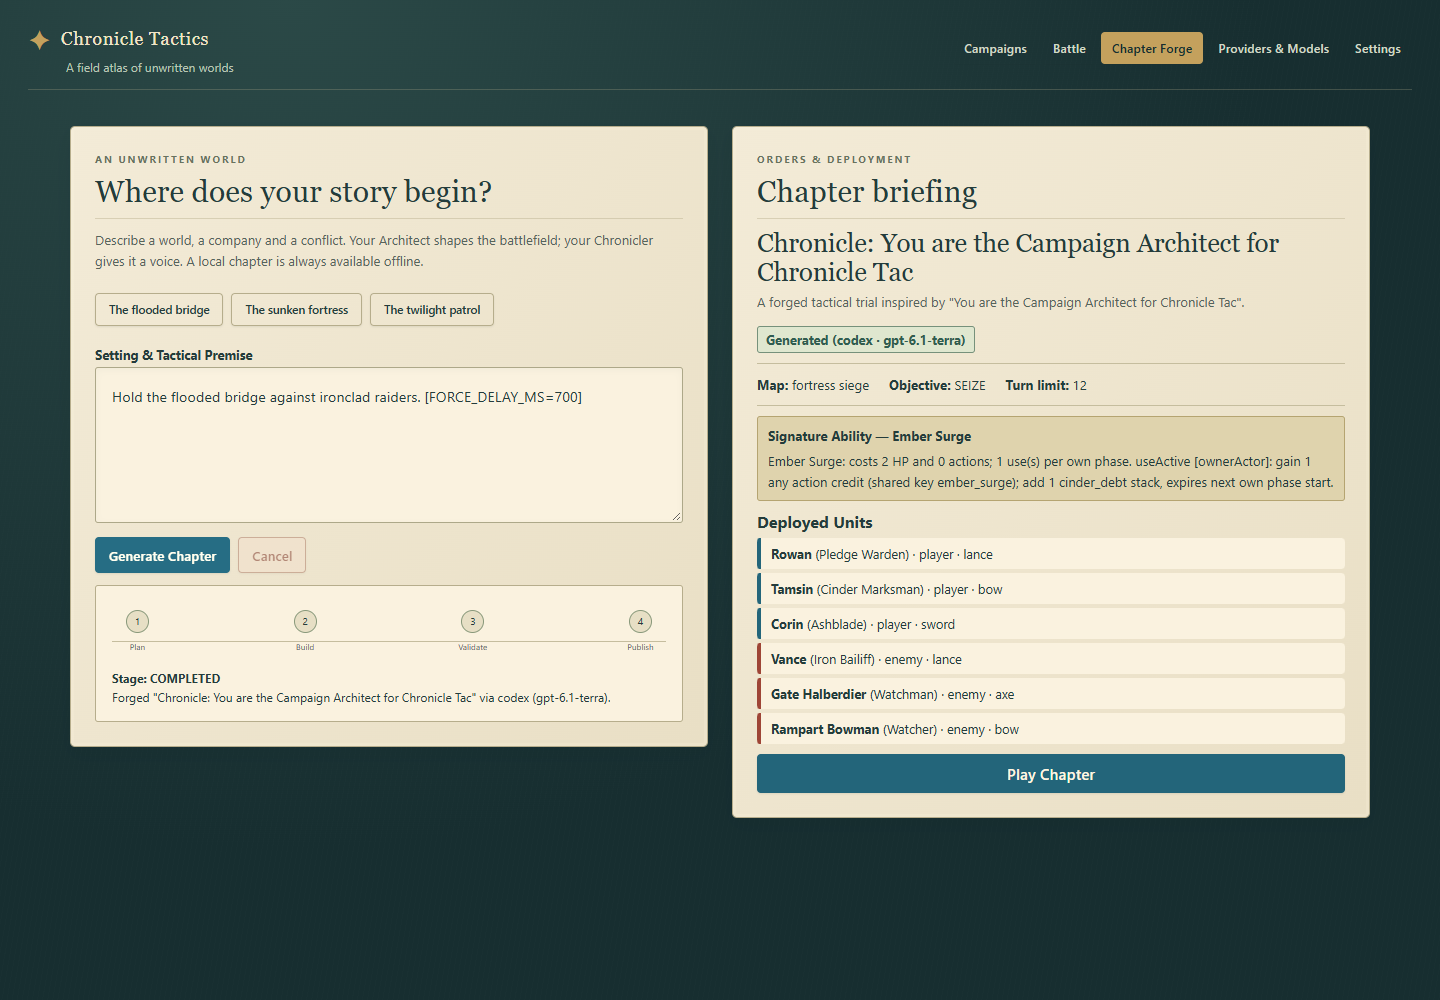 Chronicle Tactics
A field atlas of unwritten worlds
Campaigns
Battle
Chapter Forge
Providers & Models
Settings
AN UNWRITTEN WORLD
Where does your story begin?
Describe a world, a company and a conflict. Your Architect shapes the battlefield; your Chronicler
gives it a voice. A local chapter is always available offline.
The flooded bridge
The sunken fortress
The twilight patrol
Setting & Tactical Premise
Hold the flooded bridge against ironclad raiders. [FORCE_DELAY_MS=700]
Generate Chapter
Cancel
1
2
3
4
Plan
Build
Validate
Publish
Stage: COMPLETED
Forged "Chronicle: You are the Campaign Architect for Chronicle Tac" via codex (gpt-6.1-terra).
ORDERS & DEPLOYMENT
Chapter briefing
Chronicle: You are the Campaign Architect for
Chronicle Tac
A forged tactical trial inspired by "You are the Campaign Architect for Chronicle Tac".
Generated (codex · gpt-6.1-terra)
Map: fortress siege
Objective: SEIZE
Turn limit: 12
Signature Ability — Ember Surge
Ember Surge: costs 2 HP and 0 actions; 1 use(s) per own phase. useActive [ownerActor]: gain 1
any action credit (shared key ember_surge); add 1 cinder_debt stack, expires next own phase start.
Deployed Units
Rowan (Pledge Warden) · player · lance
Tamsin (Cinder Marksman) · player · bow
Corin (Ashblade) · player · sword
Vance (Iron Bailiff) · enemy · lance
Gate Halberdier (Watchman) · enemy · axe
Rampart Bowman (Watcher) · enemy · bow
Play Chapter